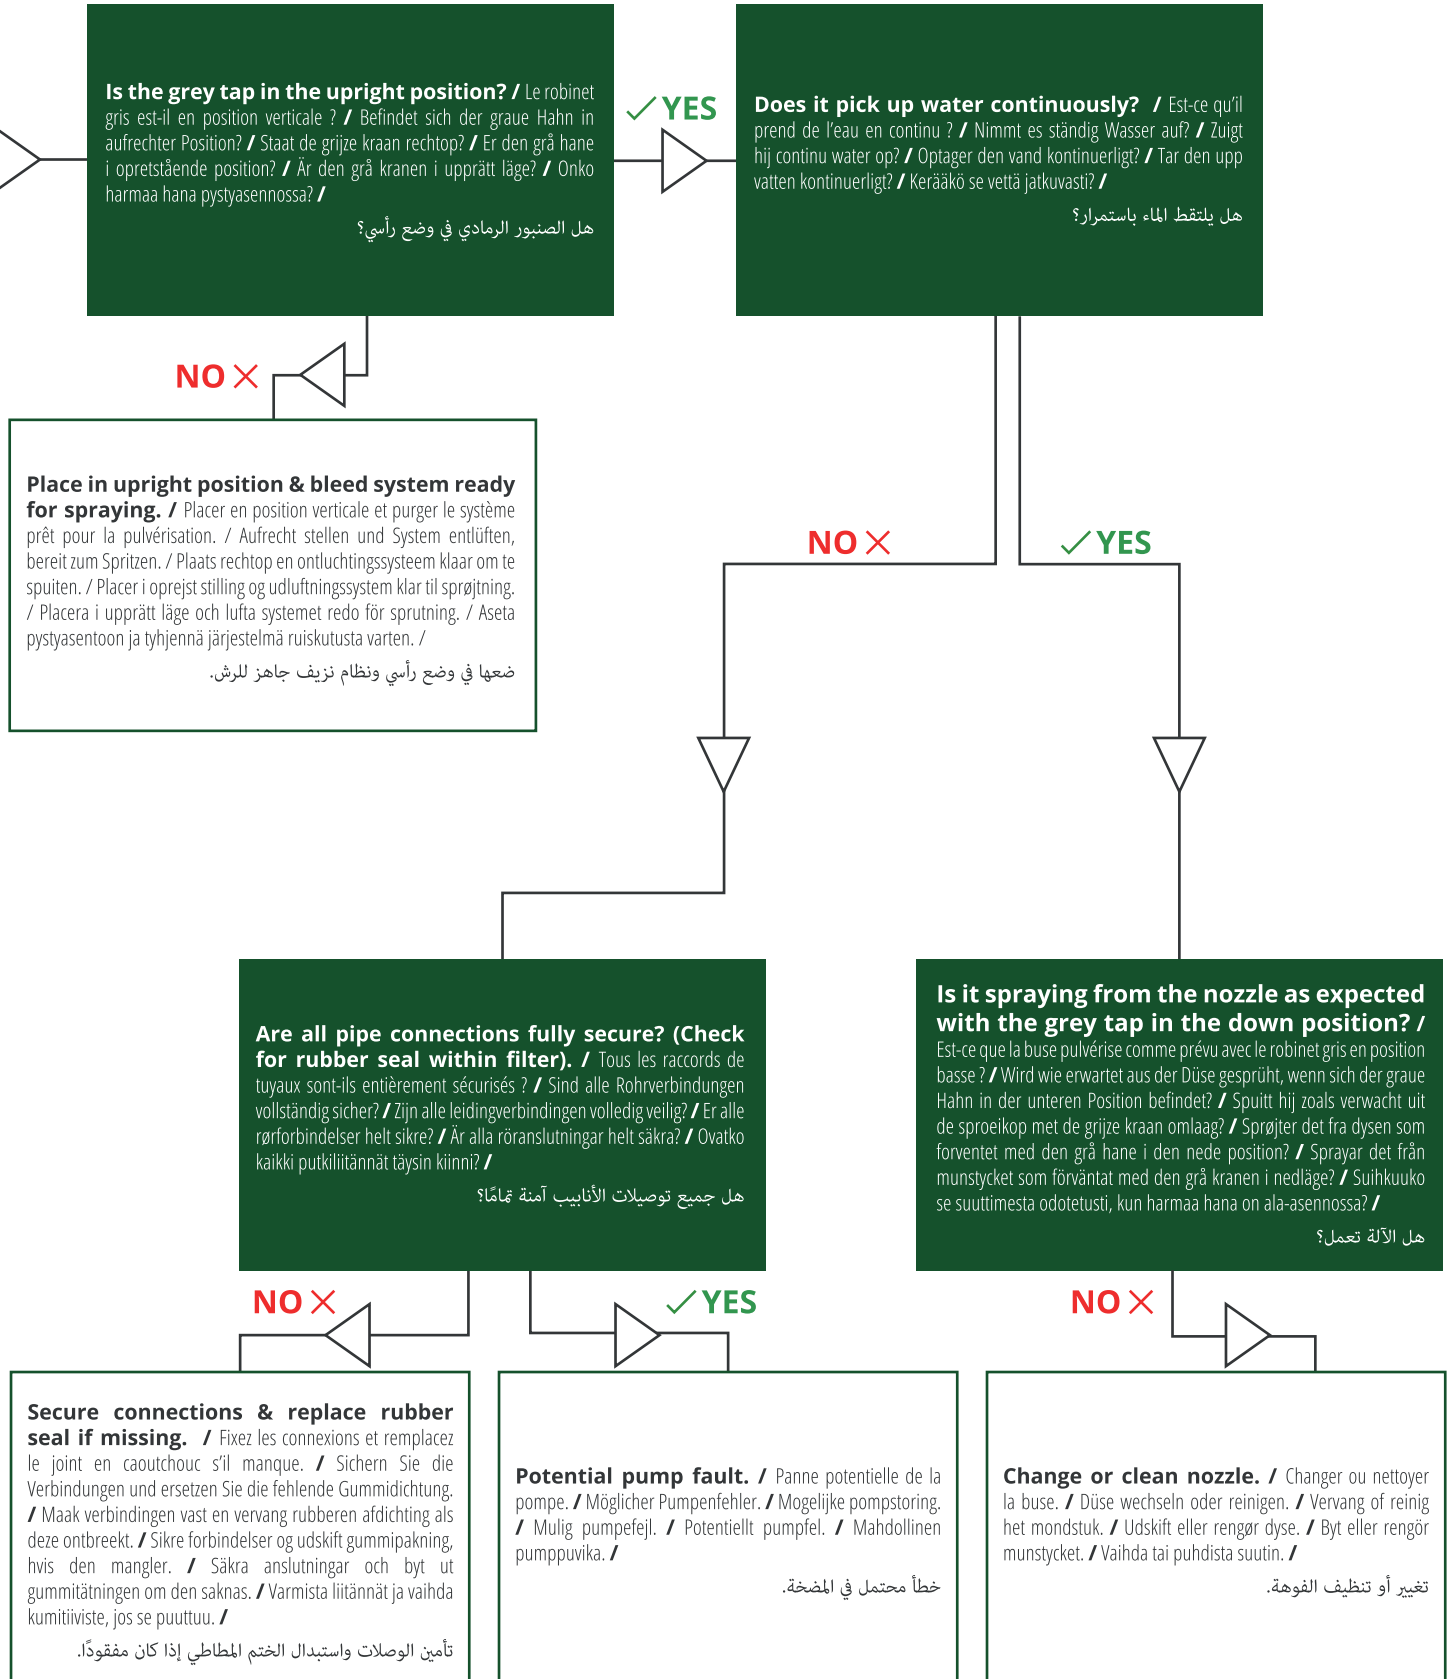 Is the grey tap in the upright position? / Le robinet
gris est-il en position verticale ? / Befindet sich der graue Hahn in
aufrechter Position? / Staat de grijze kraan rechtop? / Er den grå hane
i opretstående position? / Är den grå kranen i upprätt läge? / Onko
harmaa hana pystyasennossa? /
هل الصنبور الرمادي في وضع رأسي؟
YES
Does it pick up water continuously? / Est-ce qu'il
prend de l'eau en continu ? / Nimmt es ständig Wasser auf? / Zuigt
hij continu water op? / Optager den vand kontinuerligt? / Tar den upp
vatten kontinuerligt? / Kerääkö se vettä jatkuvasti? /
هل يلتقط الماء باستمرار؟
NO
Place in upright position & bleed system ready
for spraying. / Placer en position verticale et purger le système
prêt pour la pulvérisation. / Aufrecht stellen und System entlüften,
bereit zum Spritzen. / Plaats rechtop en ontluchtingssysteem klaar om te
spuiten. / Placer i oprejst stilling og udluftningssystem klar til sprøjtning.
/ Placera i upprätt läge och lufta systemet redo för sprutning. / Aseta
pystyasentoon ja tyhjennä järjestelmä ruiskutusta varten. /
ضعها في وضع رأسي ونظام نزيف جاهز للرش.
NO
YES
Are all pipe connections fully secure? (Check
for rubber seal within filter). / Tous les raccords de
tuyaux sont-ils entièrement sécurisés ? / Sind alle Rohrverbindungen
vollständig sicher? / Zijn alle leidingverbindingen volledig veilig? / Er alle
rørforbindelser helt sikre? / Är alla röranslutningar helt säkra? / Ovatko
kaikki putkiliitännät täysin kiinni? /
هل جميع توصيلات الأنابيب آمنة تمامًا؟
Is it spraying from the nozzle as expected
with the grey tap in the down position? /
Est-ce que la buse pulvérise comme prévu avec le robinet gris en position
basse ? / Wird wie erwartet aus der Düse gesprüht, wenn sich der graue
Hahn in der unteren Position befindet? / Spuitt hij zoals verwacht uit
de sproeikop met de grijze kraan omlaag? / Sprøjter det fra dysen som
forventet med den grå hane i den nede position? / Sprayar det från
munstycket som förväntat med den grå kranen i nedläge? / Suihkuuko
se suuttimesta odotetusti, kun harmaa hana on ala-asennossa? /
هل الآلة تعمل؟
NO
YES
NO
Secure connections & replace rubber
seal if missing. / Fixez les connexions et remplacez
le joint en caoutchouc s'il manque. / Sichern Sie die
Verbindungen und ersetzen Sie die fehlende Gummidichtung.
/ Maak verbindingen vast en vervang rubberen afdichting als
deze ontbreekt. / Sikre forbindelser og udskift gummipakning,
hvis den mangler. / Säkra anslutningar och byt ut
gummitätningen om den saknas. / Varmista liitännät ja vaihda
kumitiiviste, jos se puuttuu. /
تأمين الوصلات واستبدال الختم المطاطي إذا كان مفقودًا.
Potential pump fault. / Panne potentielle de la
pompe. / Möglicher Pumpenfehler. / Mogelijke pompstoring.
/ Mulig pumpefejl. / Potentiellt pumpfel. / Mahdollinen
pumppuvika. /
خطأ محتمل في المضخة.
Change or clean nozzle. / Changer ou nettoyer
la buse. / Düse wechseln oder reinigen. / Vervang of reinig
het mondstuk. / Udskift eller rengør dyse. / Byt eller rengör
munstycket. / Vaihda tai puhdista suutin. /
تغيير أو تنظيف الفوهة.